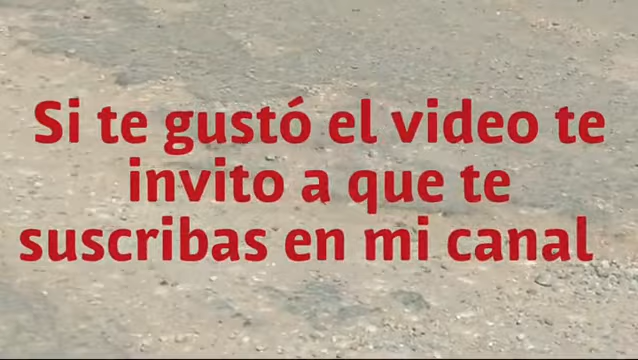 Si te gustó el video te
invito a que te
suscribas en mi canal